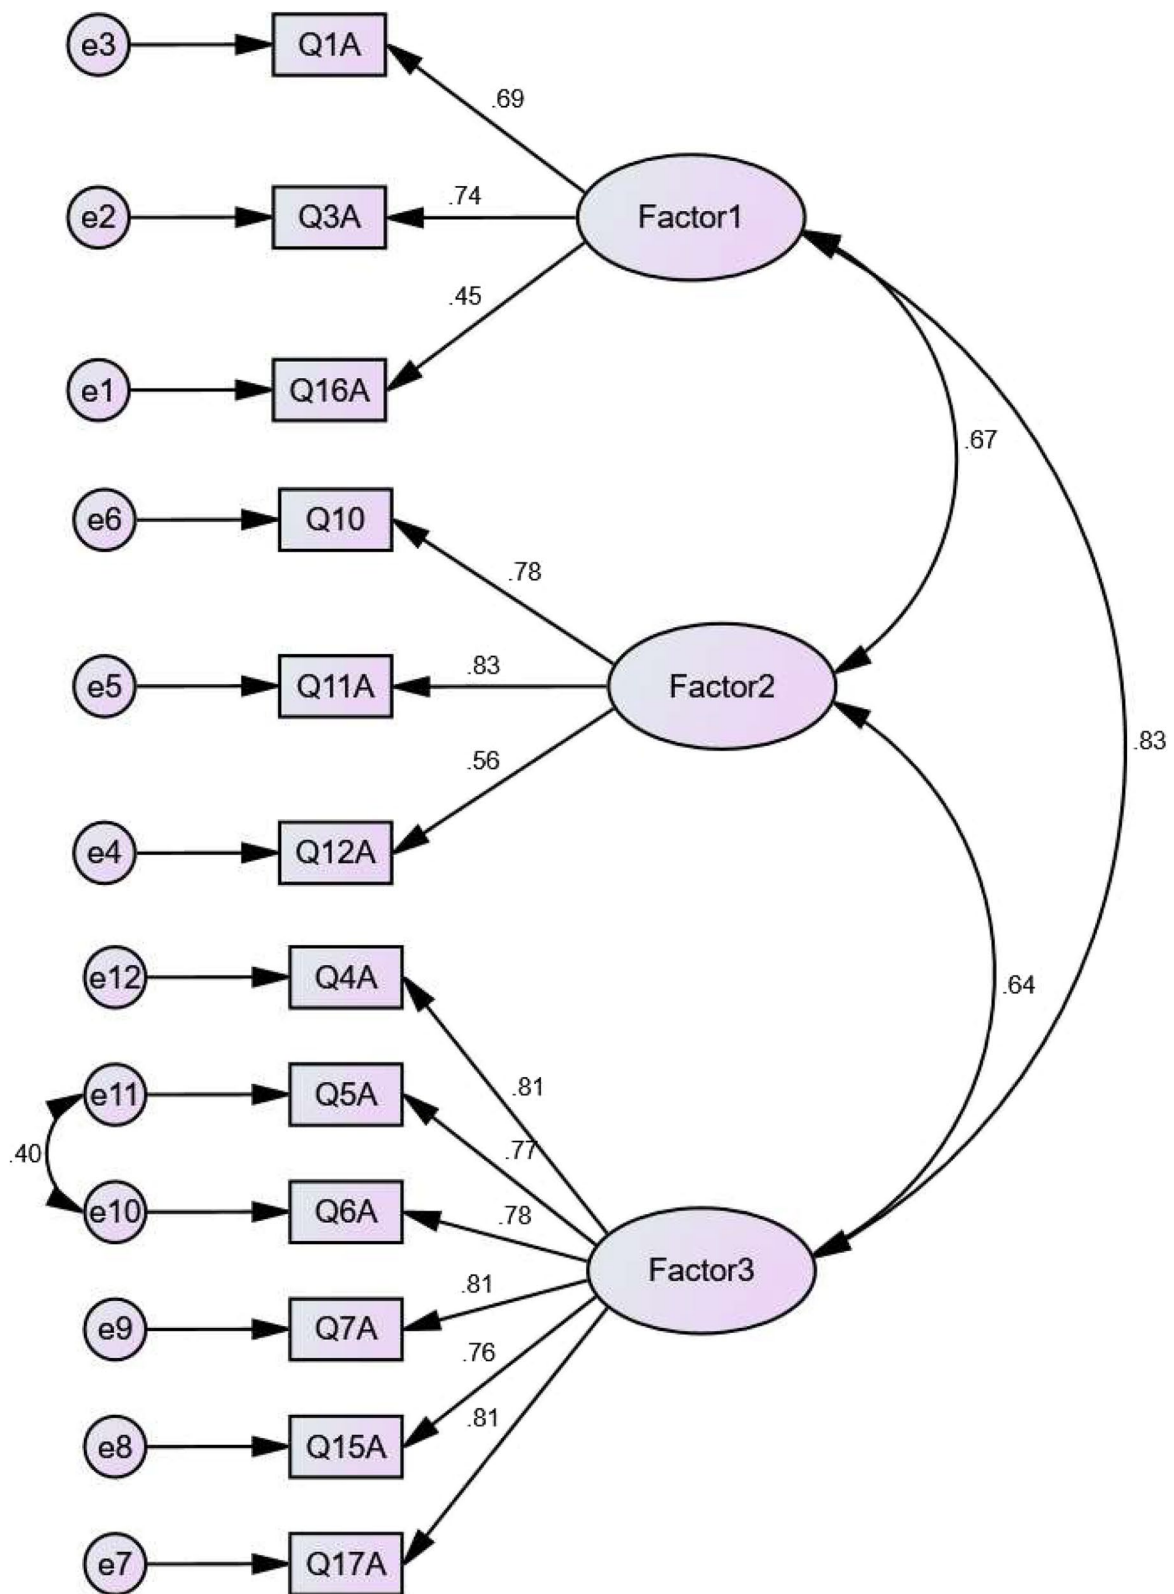 e3
Q1A
.69
e2
Q3A
.74
Factor1
.45
e1
Q16A
.67
e6
Q10
.78
e5
Q11A
.83
Factor2
.56
.83
e4
Q12A
e12
Q4A
.64
.81
e11
Q5A
.77
.40
e10
Q6A
.78
Factor3
.81
e9
Q7A
.76
.81
e8
Q15A
e7
Q17A